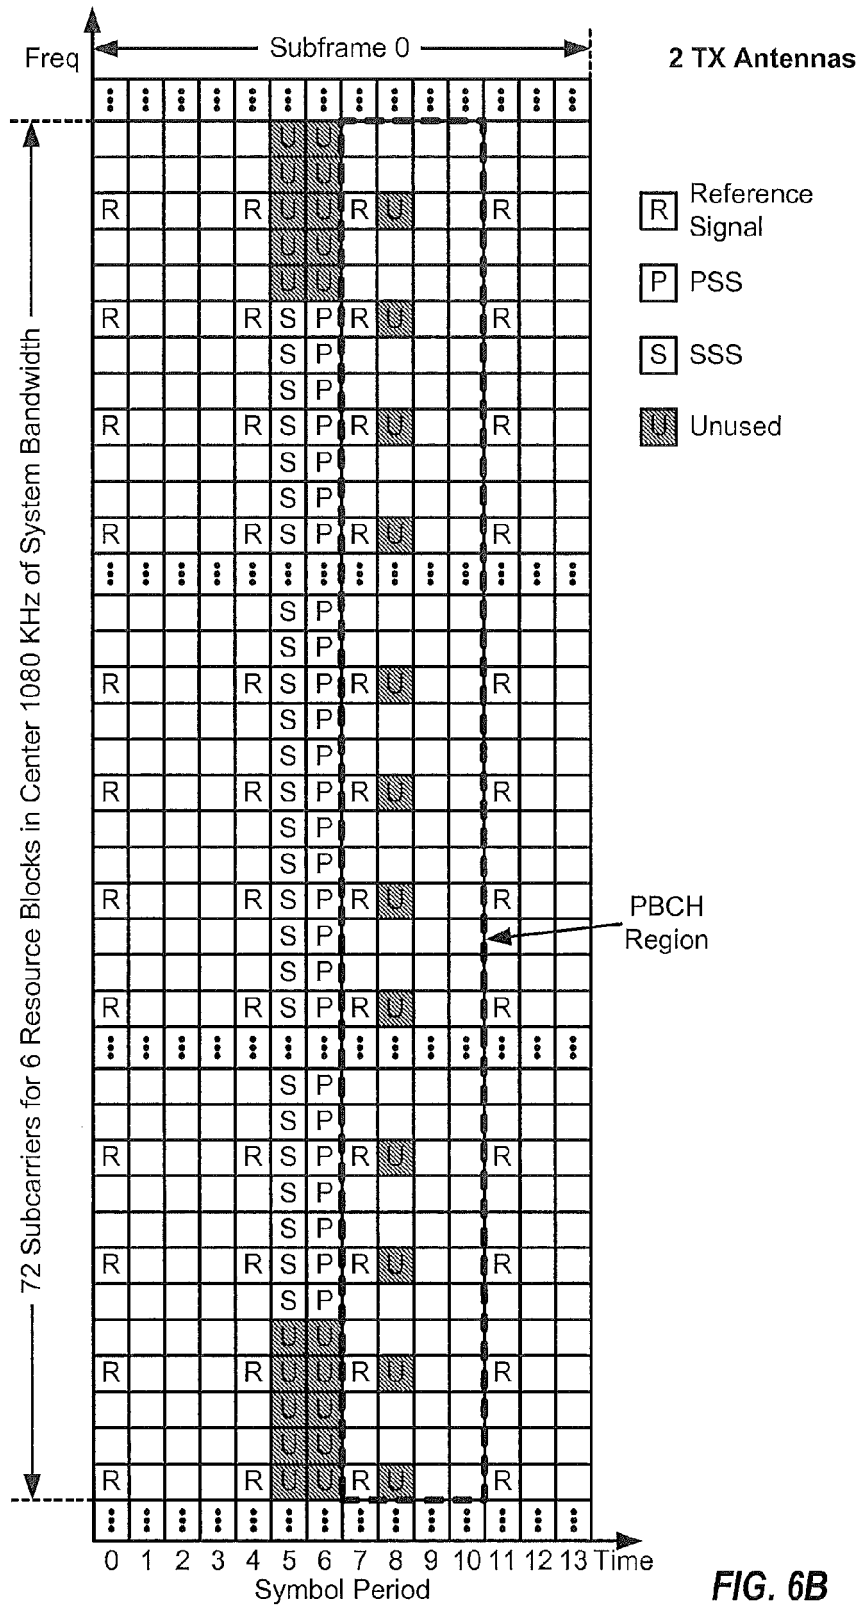 Subframe 0
Freq
2 TX Antennas
U U
U U
R R U U R U R
U U
U U
R R S P R U R
S P
S P
R R S P R U R
S P
S P
R R S P R U R
S P
S P
R R S P R U R
S P
S P
R R S P R U R
S P
S P
R R S P R U R
S P
S P
R R S P R U R
S P
S P
R R S P R U R
S P
S P
R R S P R U R
S P
U U
R R U U R U R
U U
U U
R R U U R U R
72 Subcarriers for 6 Resource Blocks in Center 1080 KHz of System Bandwidth
R Reference
Signal
P PSS
S SSS
U Unused
PBCH
Region
0 1 2 3 4 5 6 7 8 9 10 11 12 13 Time
Symbol Period
FIG. 6B